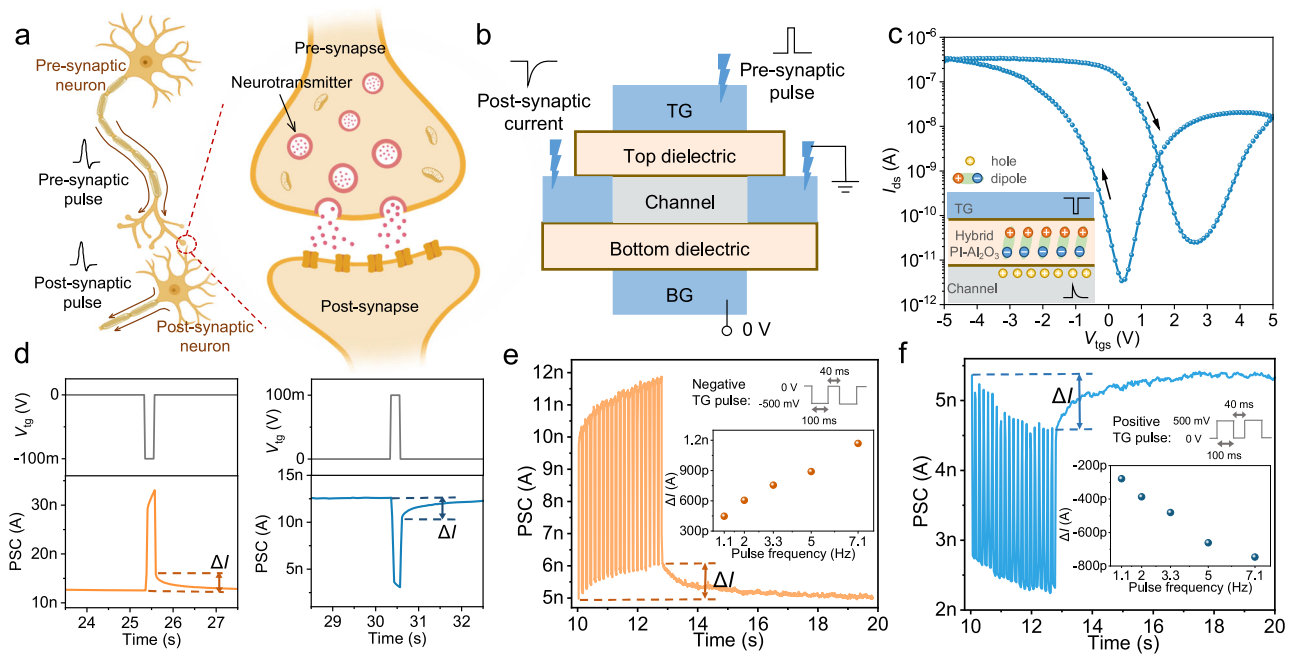 a
Pre-synaptic
neuron
Pre-synaptic
pulse
Post-synaptic
pulse
Post-synaptic
neuron
Pre-synapse
Neurotransmitter
Post-synapse
b
Post-synaptic
current
Pre-synaptic
pulse
TG
Top dielectric
Channel
Bottom dielectric
BG
0 V
c
10⁻⁶
10⁻⁷
10⁻⁸
10⁻⁹
10⁻¹⁰
10⁻¹¹
10⁻¹²
I_ds (A)
hole
+ − dipole
TG
Hybrid
PI-Al₂O₃
Channel
-5 -4 -3 -2 -1 0 1 2 3 4 5
V_tgs (V)
d
0
-100m
V_tg (V)
30n
20n
10n
PSC (A)
ΔI
24 25 26 27
Time (s)
100m
0
V_tg (V)
15n
10n
5n
PSC (A)
ΔI
29 30 31 32
Time (s)
e
12n
11n
10n
9n
8n
7n
6n
5n
PSC (A)
Negative
TG pulse:
0 V
-500 mV
40 ms
100 ms
1.2n
900p
600p
300p
ΔI (A)
1.1 2 3.3 5 7.1
Pulse frequency (Hz)
ΔI
10 12 14 16 18 20
Time (s)
f
5n
4n
3n
2n
PSC (A)
ΔI
Positive
TG pulse:
500 mV
0 V
40 ms
100 ms
-200p
-400p
-600p
-800p
ΔI (A)
1.1 2 3.3 5 7.1
Pulse frequency (Hz)
10 12 14 16 18 20
Time (s)